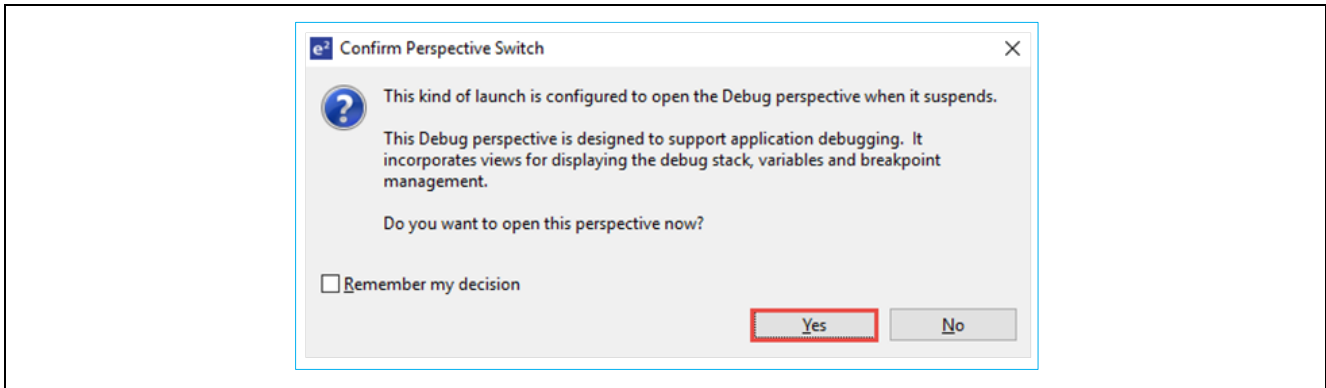 e² Confirm Perspective Switch
This kind of launch is configured to open the Debug perspective when it suspends.
This Debug perspective is designed to support application debugging.  It
incorporates views for displaying the debug stack, variables and breakpoint
management.
Do you want to open this perspective now?
Remember my decision
Yes No